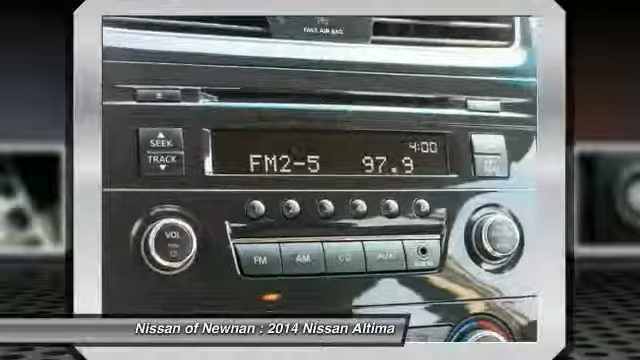 PASS AIR BAG
4:00
SEEK
TRACK
FM2-5 97.9
VOL
FM AM CD AUX
Nissan of Newnan : 2014 Nissan Altima